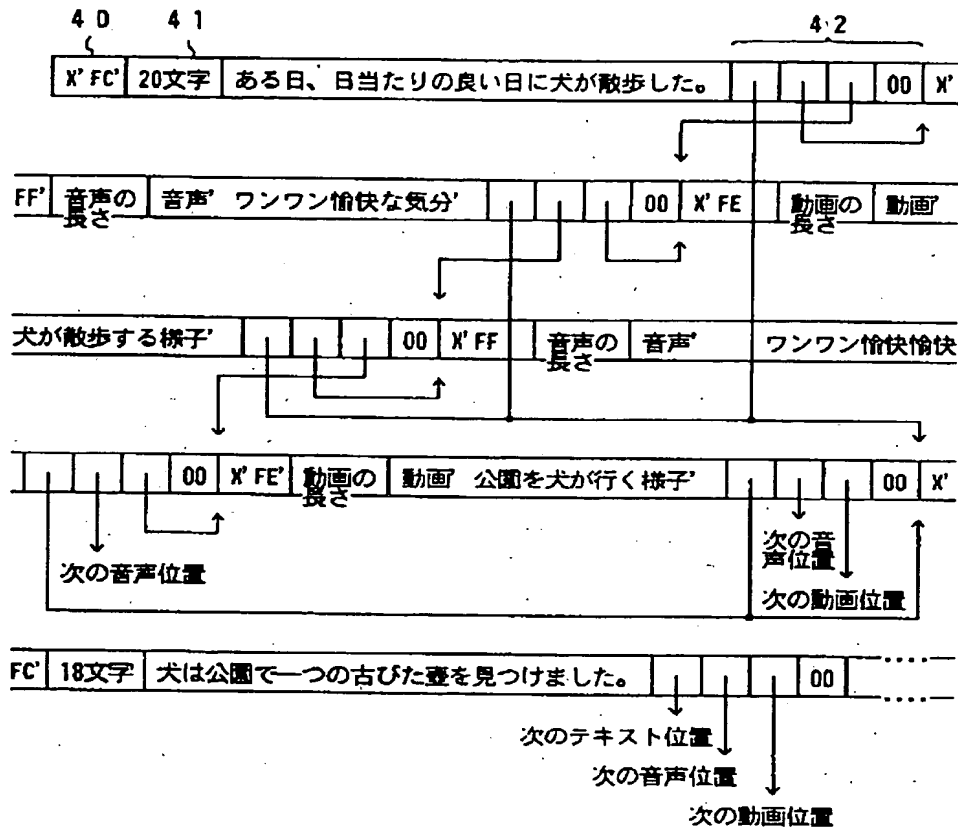 40 41 42
X'FC' 20文字 ある日、日当たりの良い日に犬が散歩した。 00 X'
FF' 音声の長さ 音声' ワンワン愉快な気分' 00 X'FE 動画の長さ 動画'
犬が散歩する様子' 00 X'FF 音声の長さ 音声' ワンワン愉快愉快
00 X'FE' 動画の長さ 動画' 公園を犬が行く様子' 00 X'
次の音声位置
次の音声位置
次の動画位置
FC' 18文字 犬は公園で一つの古びた壺を見つけました。 00
次のテキスト位置
次の音声位置
次の動画位置